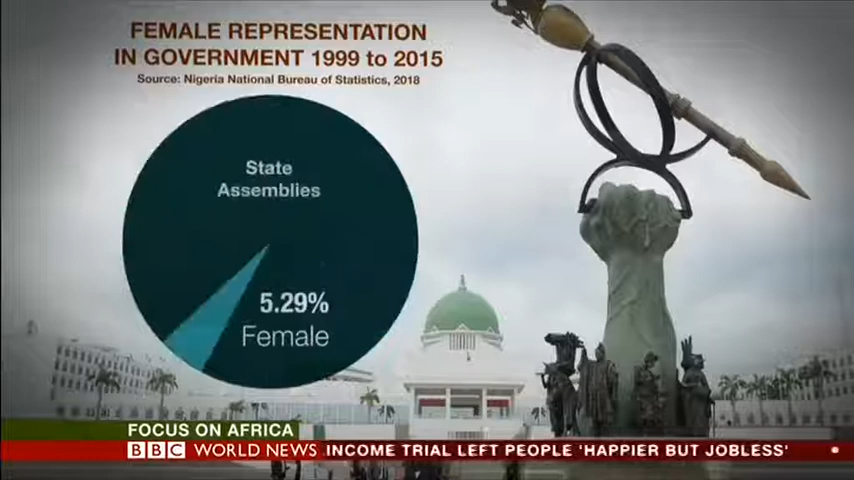 FEMALE REPRESENTATION
IN GOVERNMENT 1999 to 2015
Source: Nigeria National Bureau of Statistics, 2018
State
Assemblies
5.29%
Female
FOCUS ON AFRICA
BBC WORLD NEWS INCOME TRIAL LEFT PEOPLE 'HAPPIER BUT JOBLESS'